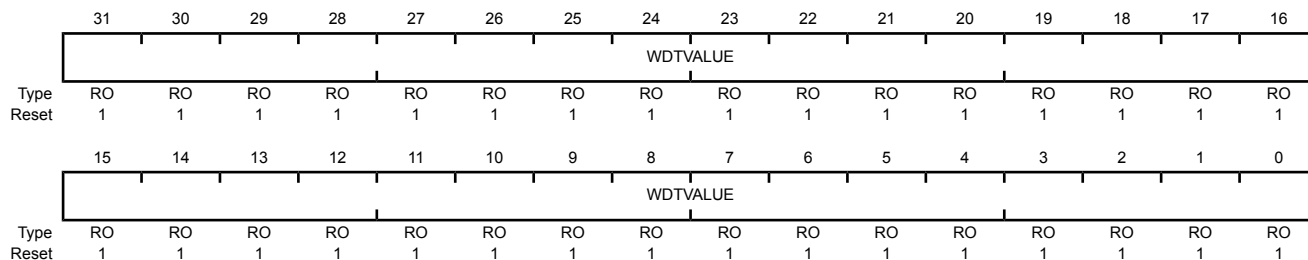 31 30 29 28 27 26 25 24 23 22 21 20 19 18 17 16
WDTVALUE
Type RO RO RO RO RO RO RO RO RO RO RO RO RO RO RO RO
Reset 1 1 1 1 1 1 1 1 1 1 1 1 1 1 1 1
15 14 13 12 11 10 9 8 7 6 5 4 3 2 1 0
WDTVALUE
Type RO RO RO RO RO RO RO RO RO RO RO RO RO RO RO RO
Reset 1 1 1 1 1 1 1 1 1 1 1 1 1 1 1 1